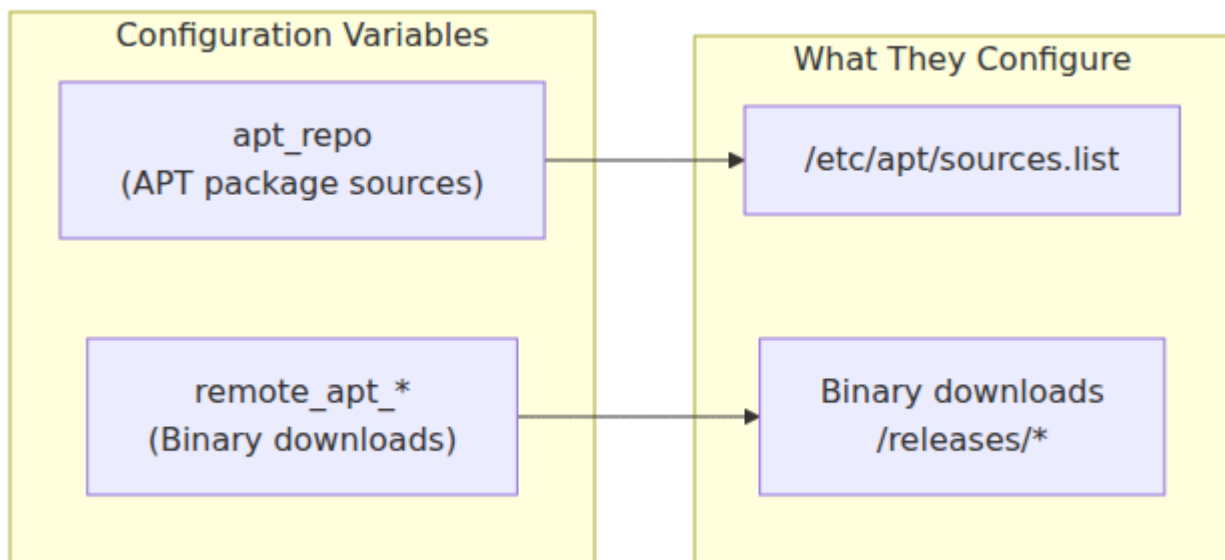 Configuration Variables
apt_repo
(APT package sources)
remote_apt_*
(Binary downloads)
What They Configure
/etc/apt/sources.list
Binary downloads
/releases/*